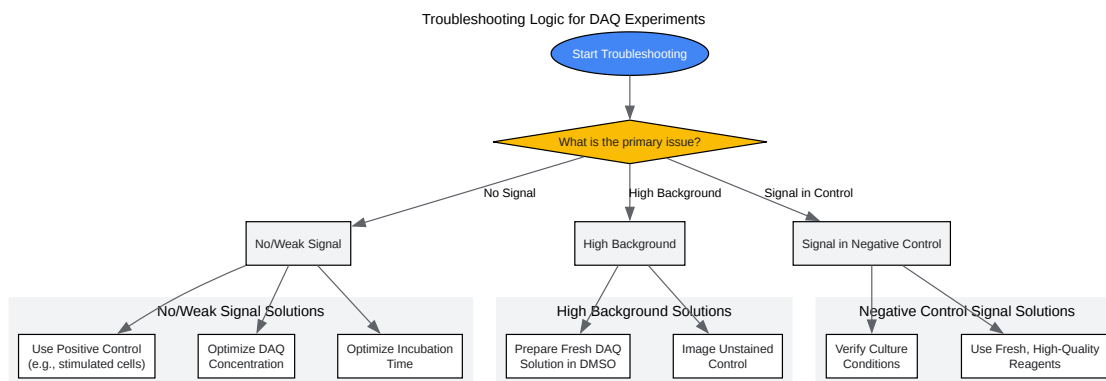 Troubleshooting Logic for DAQ Experiments
Start Troubleshooting
What is the primary issue?
No Signal
High Background
Signal in Control
No/Weak Signal
High Background
Signal in Negative Control
No/Weak Signal Solutions
High Background Solutions
Negative Control Signal Solutions
Use Positive Control
(e.g., stimulated cells)
Optimize DAQ
Concentration
Optimize Incubation
Time
Prepare Fresh DAQ
Solution in DMSO
Image Unstained
Control
Verify Culture
Conditions
Use Fresh, High-Quality
Reagents